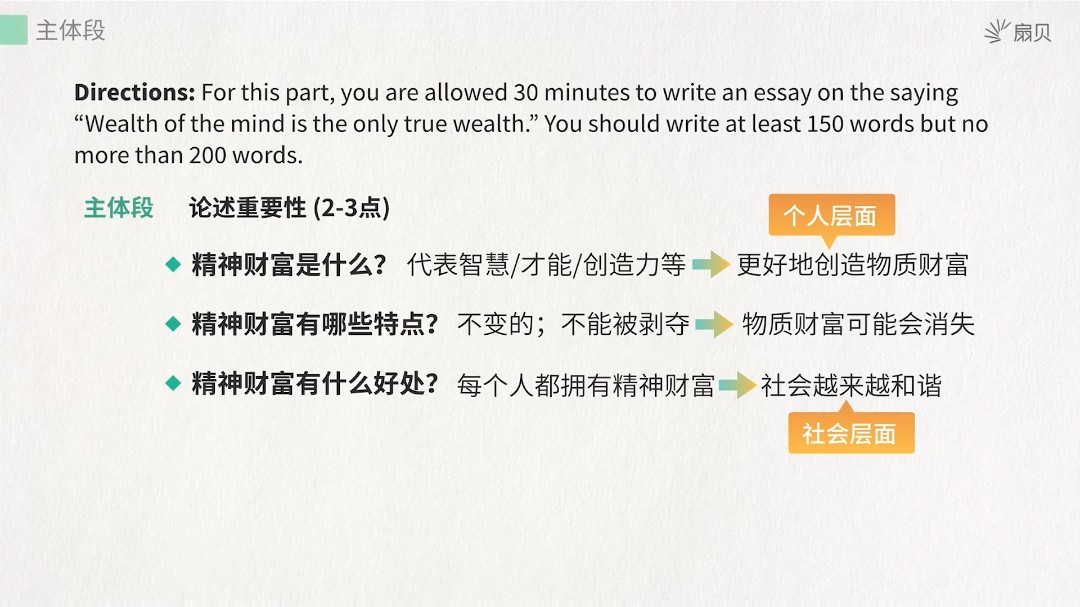 主体段
扇贝
Directions: For this part, you are allowed 30 minutes to write an essay on the saying
“Wealth of the mind is the only true wealth.” You should write at least 150 words but no
more than 200 words.
主体段 论述重要性 (2-3点)
个人层面
精神财富是什么？ 代表智慧/才能/创造力等 更好地创造物质财富
精神财富有哪些特点？ 不变的；不能被剥夺 物质财富可能会消失
精神财富有什么好处？ 每个人都拥有精神财富 社会越来越和谐
社会层面